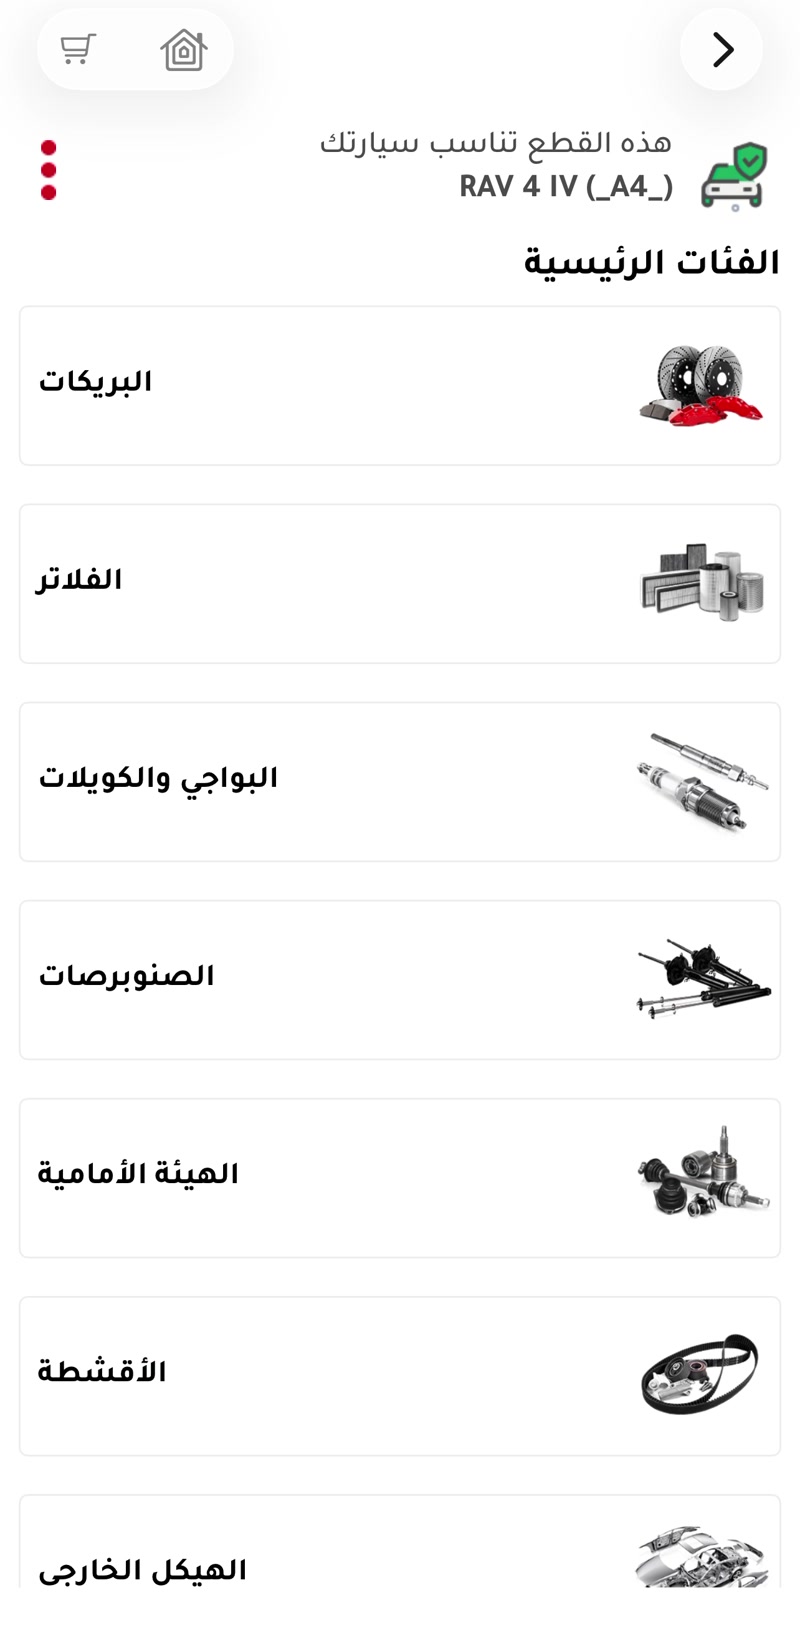 هذه القطع تناسب سيارتك
RAV 4 IV (_A4_)
الفئات الرئيسية
البريكات
الفلاتر
البواجي والكويلات
الصنوبرصات
الهيئة الأمامية
الأقشطة
الهيكل الخارجي